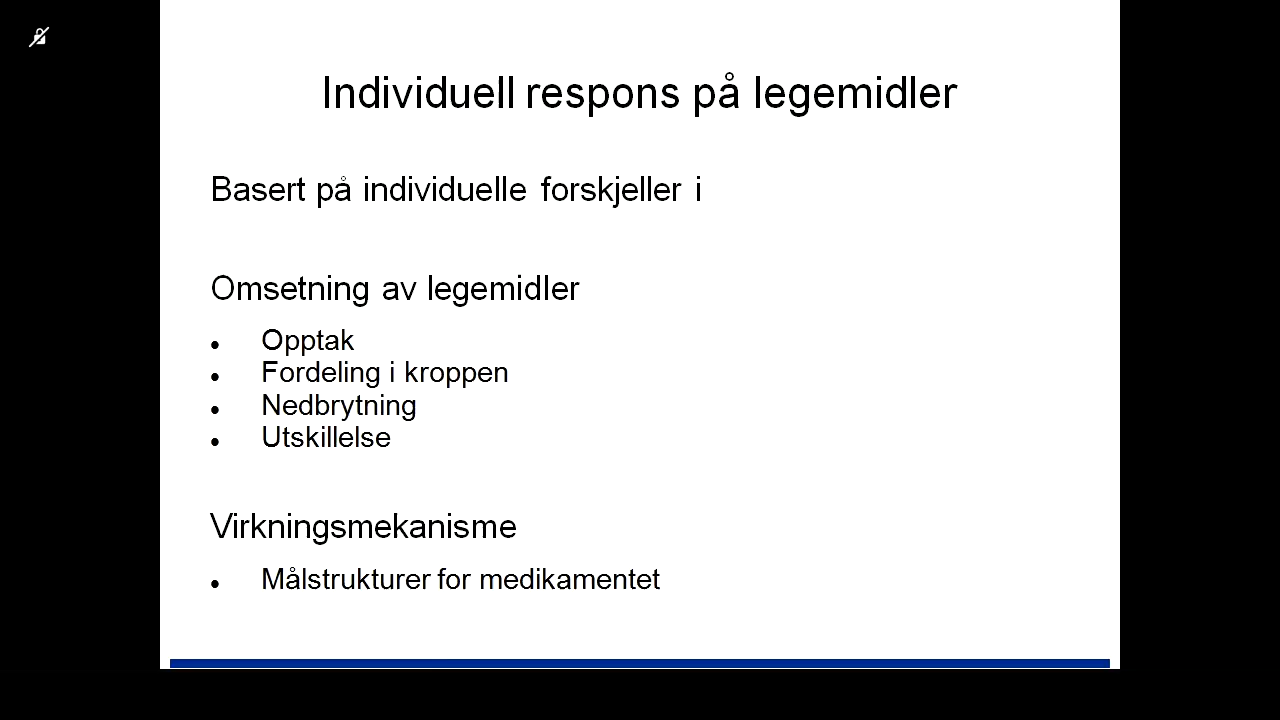 Individuell respons på legemidler
Basert på individuelle forskjeller i
Omsetning av legemidler
• Opptak
• Fordeling i kroppen
• Nedbrytning
• Utskillelse
Virkningsmekanisme
• Målstrukturer for medikamentet